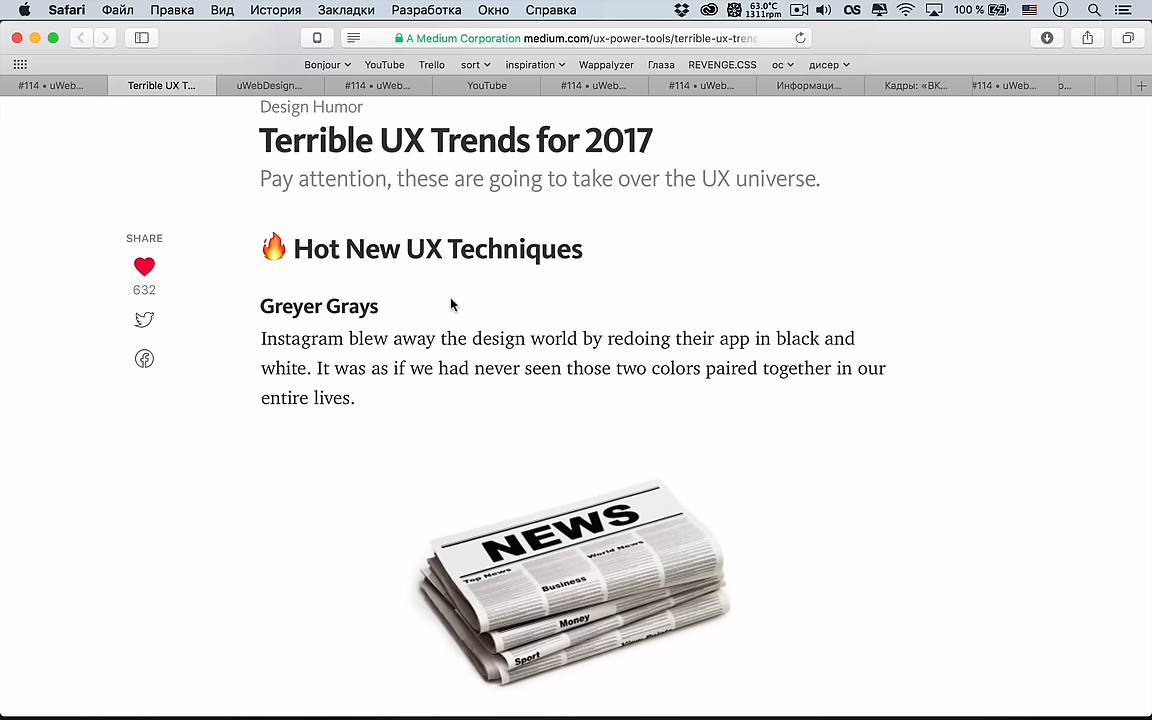 Safari Файл Правка Вид История Закладки Разработка Окно Справка
63.0°C
1311rpm
100 %
A Medium Corporation medium.com/ux-power-tools/terrible-ux-trenc
Bonjour YouTube Trello sort inspiration Wappalyzer Глаза REVENGE.CSS ос дисер
#114 • uWeb... Terrible UX T... uWebDesign... #114 • uWeb... YouTube #114 • uWeb... #114 • uWeb... Информаци... Кадры: «ВК... #114 • uWeb...
Design Humor
Terrible UX Trends for 2017
Pay attention, these are going to take over the UX universe.
SHARE
632
🔥 Hot New UX Techniques
Greyer Grays
Instagram blew away the design world by redoing their app in black and
white. It was as if we had never seen those two colors paired together in our
entire lives.
NEWS
Top News
Business
World News
Money
Sport